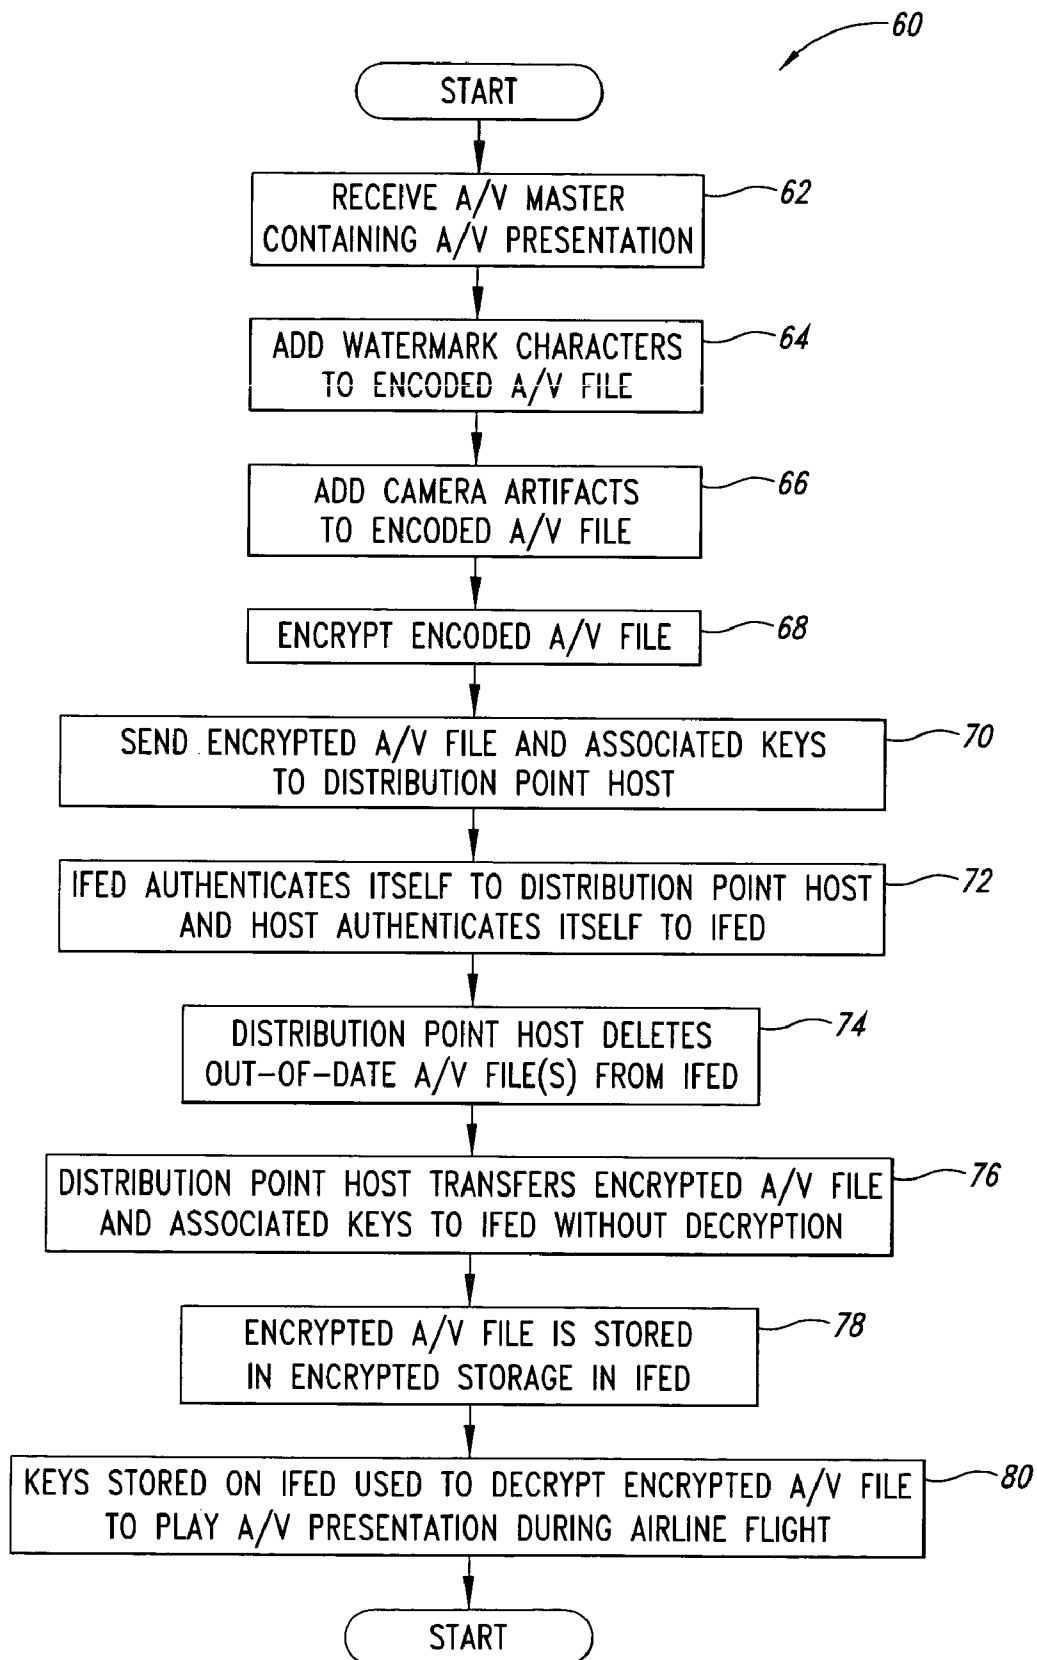 60
START
RECEIVE A/V MASTER
CONTAINING A/V PRESENTATION
62
ADD WATERMARK CHARACTERS
TO ENCODED A/V FILE
64
ADD CAMERA ARTIFACTS
TO ENCODED A/V FILE
66
ENCRYPT ENCODED A/V FILE
68
SEND ENCRYPTED A/V FILE AND ASSOCIATED KEYS
TO DISTRIBUTION POINT HOST
70
IFED AUTHENTICATES ITSELF TO DISTRIBUTION POINT HOST
AND HOST AUTHENTICATES ITSELF TO IFED
72
DISTRIBUTION POINT HOST DELETES
OUT-OF-DATE A/V FILE(S) FROM IFED
74
DISTRIBUTION POINT HOST TRANSFERS ENCRYPTED A/V FILE
AND ASSOCIATED KEYS TO IFED WITHOUT DECRYPTION
76
ENCRYPTED A/V FILE IS STORED
IN ENCRYPTED STORAGE IN IFED
78
KEYS STORED ON IFED USED TO DECRYPT ENCRYPTED A/V FILE
TO PLAY A/V PRESENTATION DURING AIRLINE FLIGHT
80
START